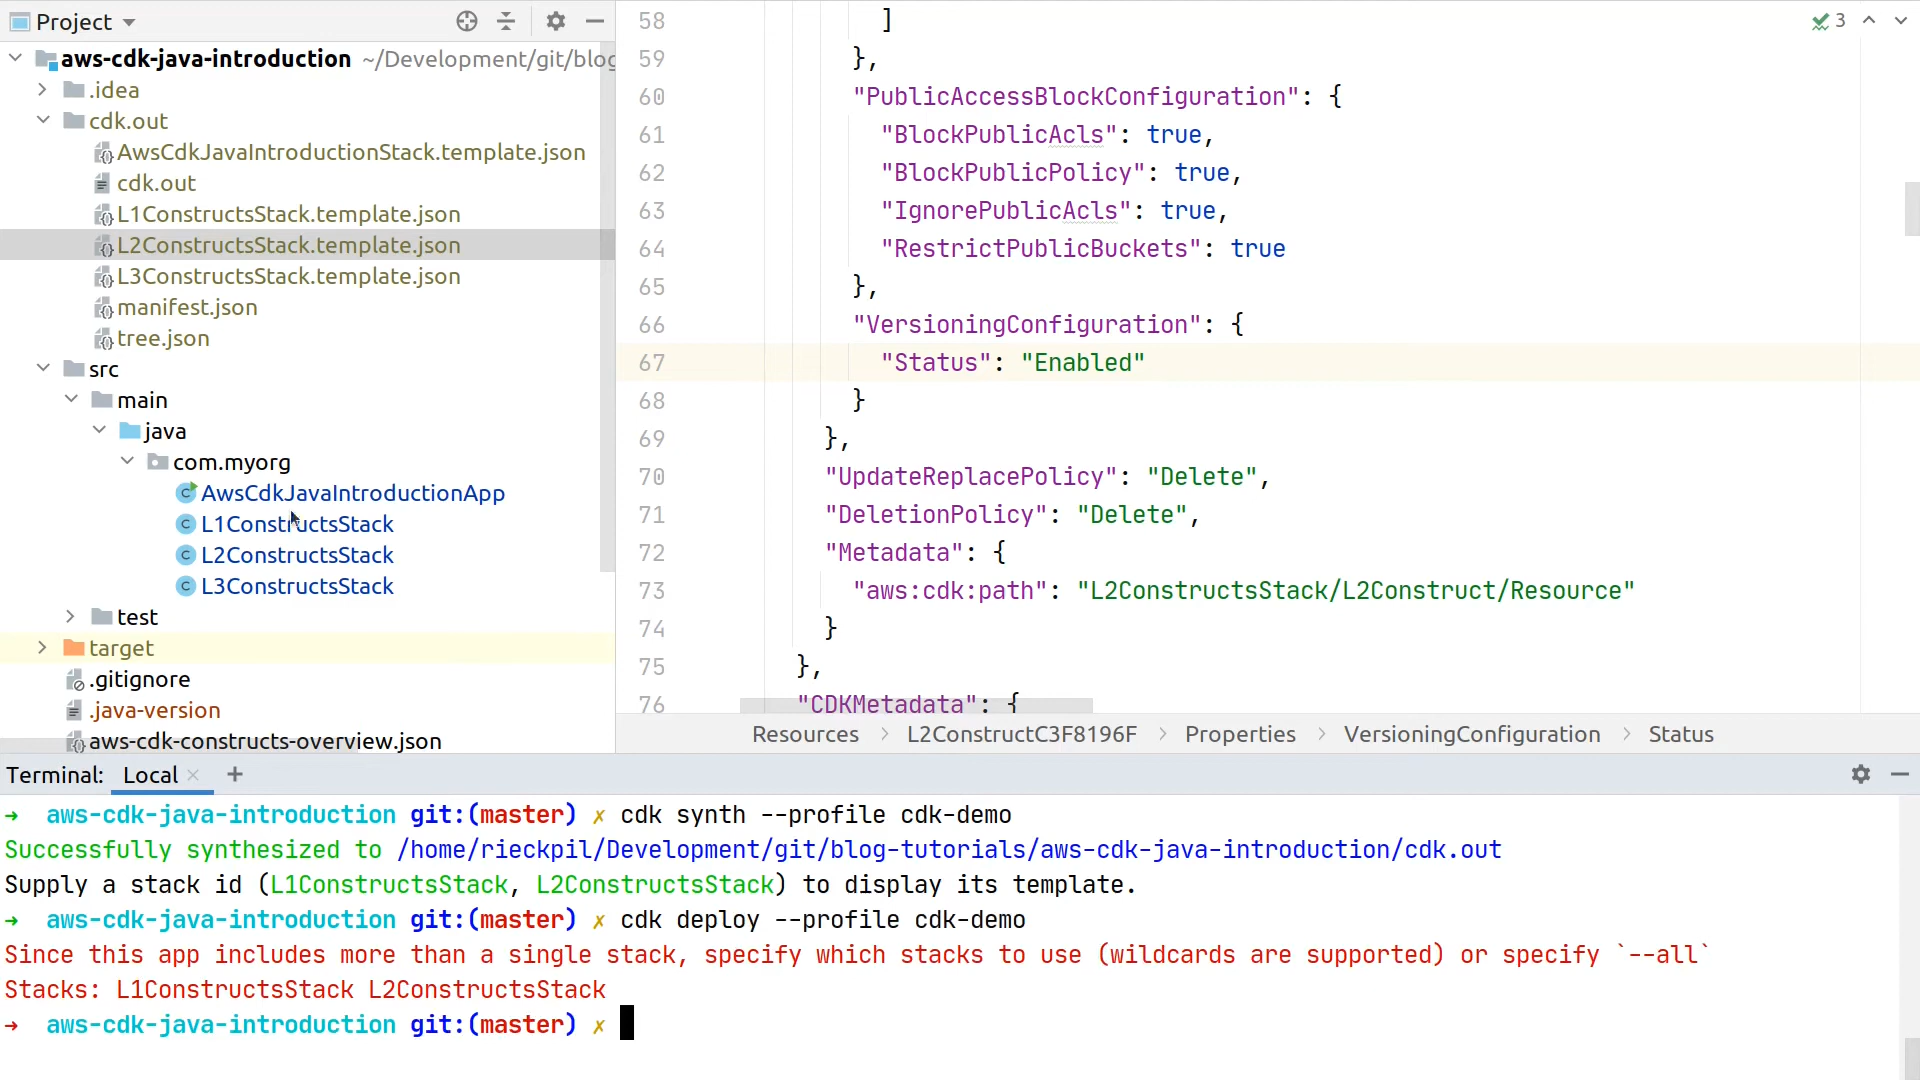 Project
aws-cdk-java-introduction ~/Development/git/blog
.idea
cdk.out
AwsCdkJavaIntroductionStack.template.json
cdk.out
L1ConstructsStack.template.json
L2ConstructsStack.template.json
L3ConstructsStack.template.json
manifest.json
tree.json
src
main
java
com.myorg
AwsCdkJavaIntroductionApp
L1ConstructsStack
L2ConstructsStack
L3ConstructsStack
test
target
.gitignore
.java-version
aws-cdk-constructs-overview.json
3
58 ]
59 },
60 "PublicAccessBlockConfiguration": {
61 "BlockPublicAcls": true,
62 "BlockPublicPolicy": true,
63 "IgnorePublicAcls": true,
64 "RestrictPublicBuckets": true
65 },
66 "VersioningConfiguration": {
67 "Status": "Enabled"
68 }
69 },
70 "UpdateReplacePolicy": "Delete",
71 "DeletionPolicy": "Delete",
72 "Metadata": {
73 "aws:cdk:path": "L2ConstructsStack/L2Construct/Resource"
74 }
75 },
76 "CDKMetadata": {
Resources > L2ConstructC3F8196F > Properties > VersioningConfiguration > Status
Terminal: Local × +
→ aws-cdk-java-introduction git:(master) ✗ cdk synth --profile cdk-demo
Successfully synthesized to /home/rieckpil/Development/git/blog-tutorials/aws-cdk-java-introduction/cdk.out
Supply a stack id (L1ConstructsStack, L2ConstructsStack) to display its template.
→ aws-cdk-java-introduction git:(master) ✗ cdk deploy --profile cdk-demo
Since this app includes more than a single stack, specify which stacks to use (wildcards are supported) or specify `--all`
Stacks: L1ConstructsStack L2ConstructsStack
→ aws-cdk-java-introduction git:(master) ✗